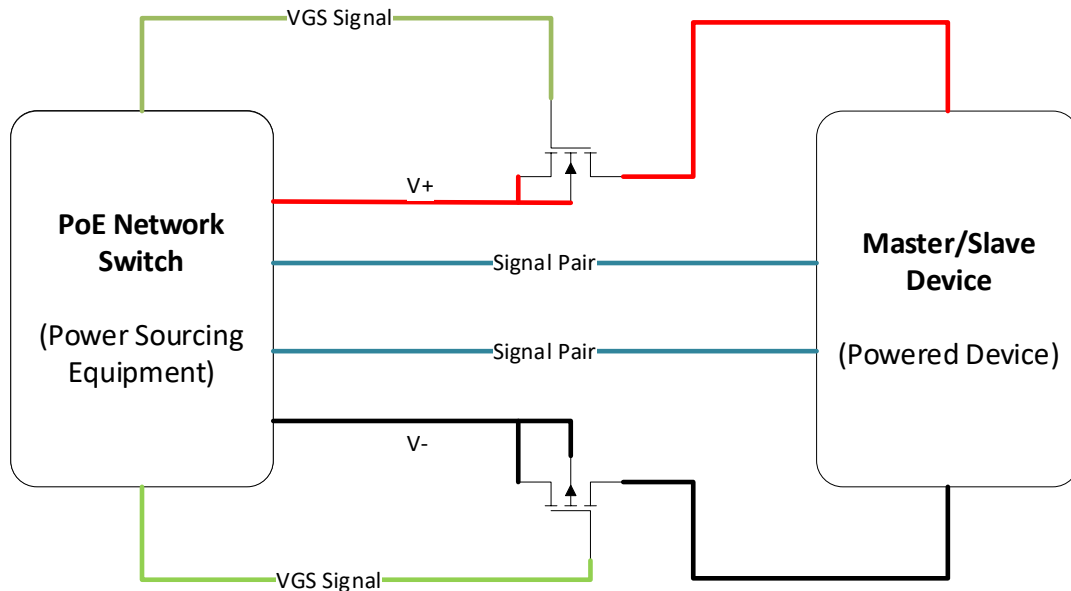 VGS Signal
V+
PoE Network
Switch
(Power Sourcing
Equipment)
Signal Pair
Signal Pair
Master/Slave
Device
(Powered Device)
V-
VGS Signal